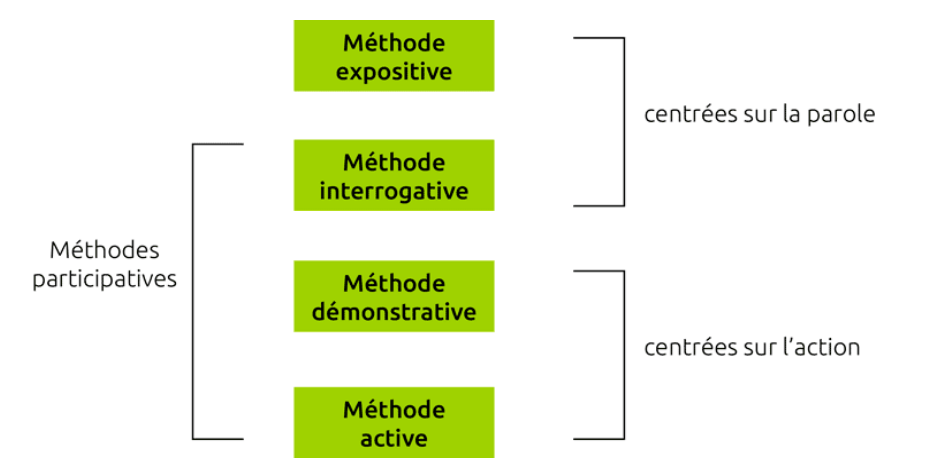 Méthode
expositive
centrées sur la parole
Méthode
interrogative
Méthodes
participatives
Méthode
démonstrative
centrées sur l’action
Méthode
active